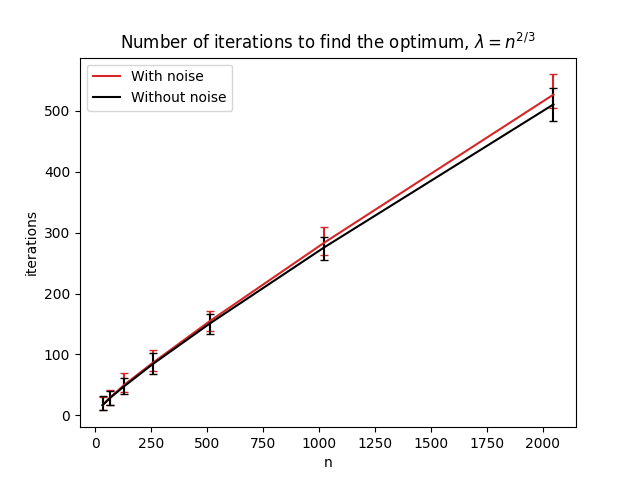 Number of iterations to find the optimum, λ = n^{2/3}
With noise
Without noise
500
400
300
200
100
0
iterations
0 250 500 750 1000 1250 1500 1750 2000
n